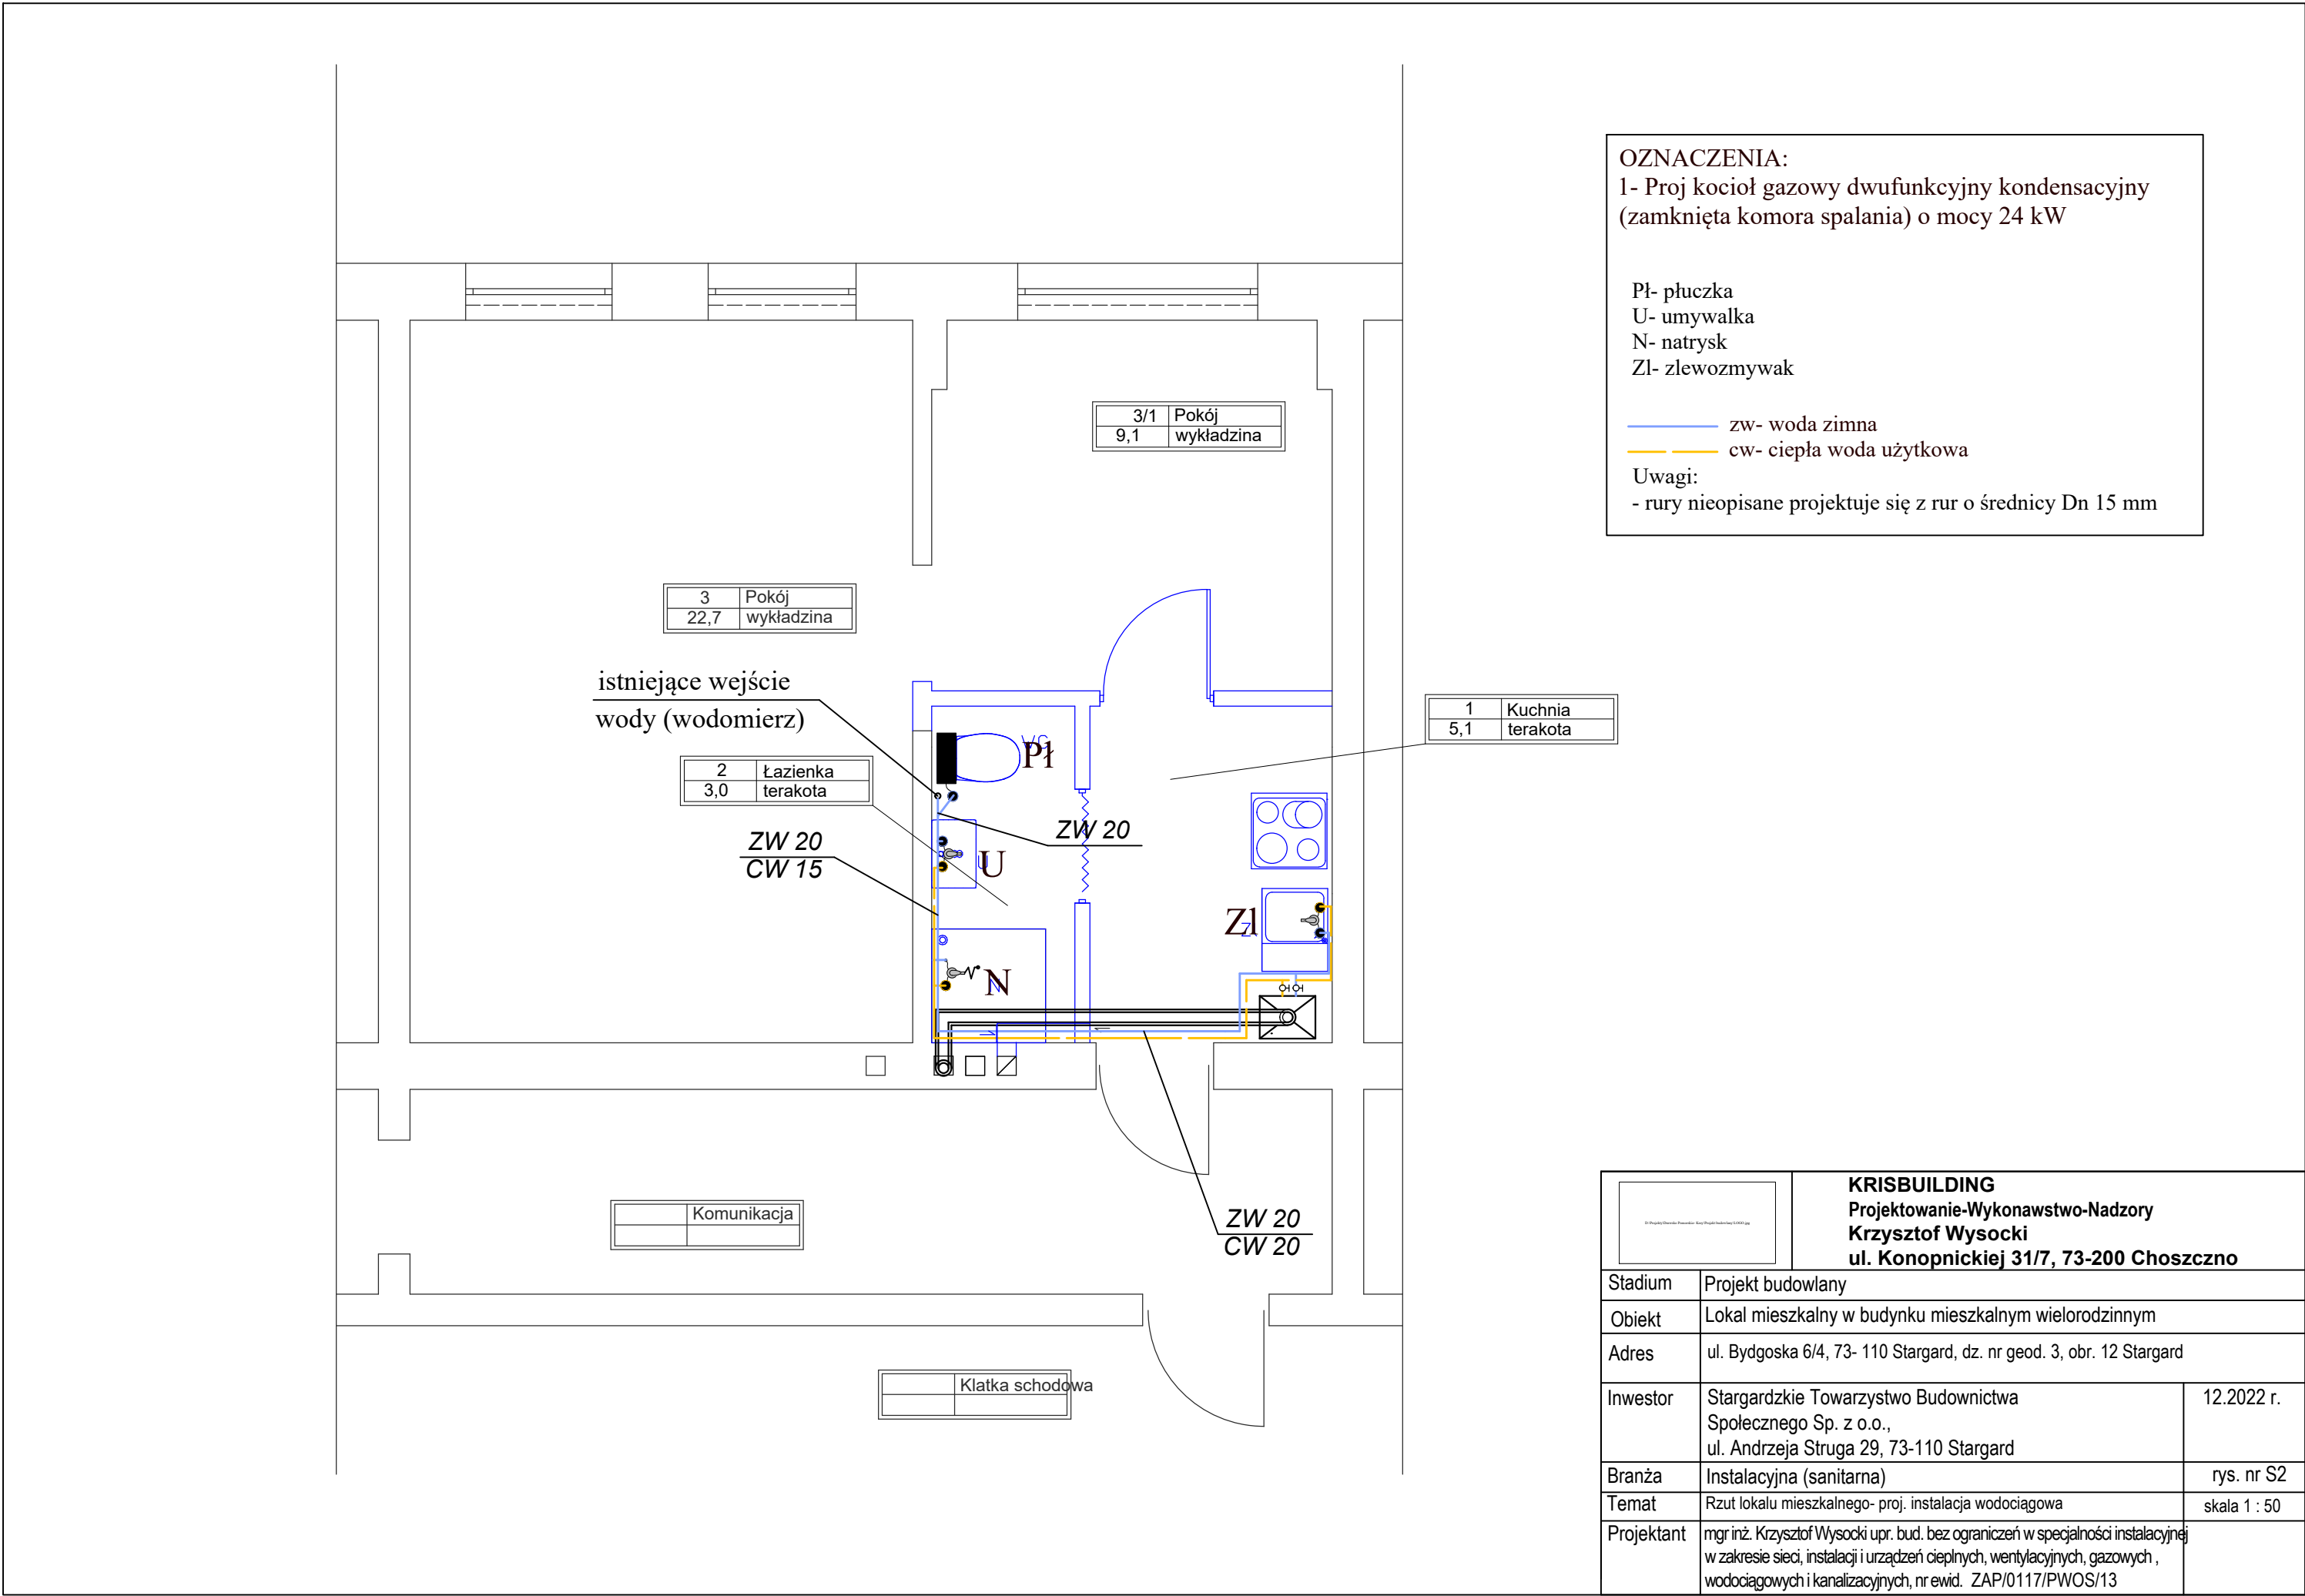 OZNACZENIA:
1- Proj kocioł gazowy dwufunkcyjny kondensacyjny
(zamknięta komora spalania) o mocy 24 kW
Pł- płuczka
U- umywalka
N- natrysk
Zl- zlewozmywak
zw- woda zimna
cw- ciepła woda użytkowa
Uwagi:
- rury nieopisane projektuje się z rur o średnicy Dn 15 mm
3/1 Pokój
9,1 wykładzina
3 Pokój
22,7 wykładzina
istniejące wejście
wody (wodomierz)
1 Kuchnia
5,1 terakota
WC
Pł
2 Łazienka
3,0 terakota
ZW 20
ZW 20
CW 15
U
U
Zl
N
N
ZW 20
CW 20
Komunikacja
Klatka schodowa
KRISBUILDING
Projektowanie-Wykonawstwo-Nadzory
Krzysztof Wysocki
ul. Konopnickiej 31/7, 73-200 Choszczno
Stadium Projekt budowlany
Obiekt Lokal mieszkalny w budynku mieszkalnym wielorodzinnym
Adres ul. Bydgoska 6/4, 73- 110 Stargard, dz. nr geod. 3, obr. 12 Stargard
Inwestor Stargardzkie Towarzystwo Budownictwa 12.2022 r.
Społecznego Sp. z o.o.,
ul. Andrzeja Struga 29, 73-110 Stargard
Branża Instalacyjna (sanitarna) rys. nr S2
Temat Rzut lokalu mieszkalnego- proj. instalacja wodociągowa skala 1 : 50
Projektant mgr inż. Krzysztof Wysocki upr. bud. bez ograniczeń w specjalności instalacyjnej
w zakresie sieci, instalacji i urządzeń cieplnych, wentylacyjnych, gazowych ,
wodociągowych i kanalizacyjnych, nr ewid. ZAP/0117/PWOS/13